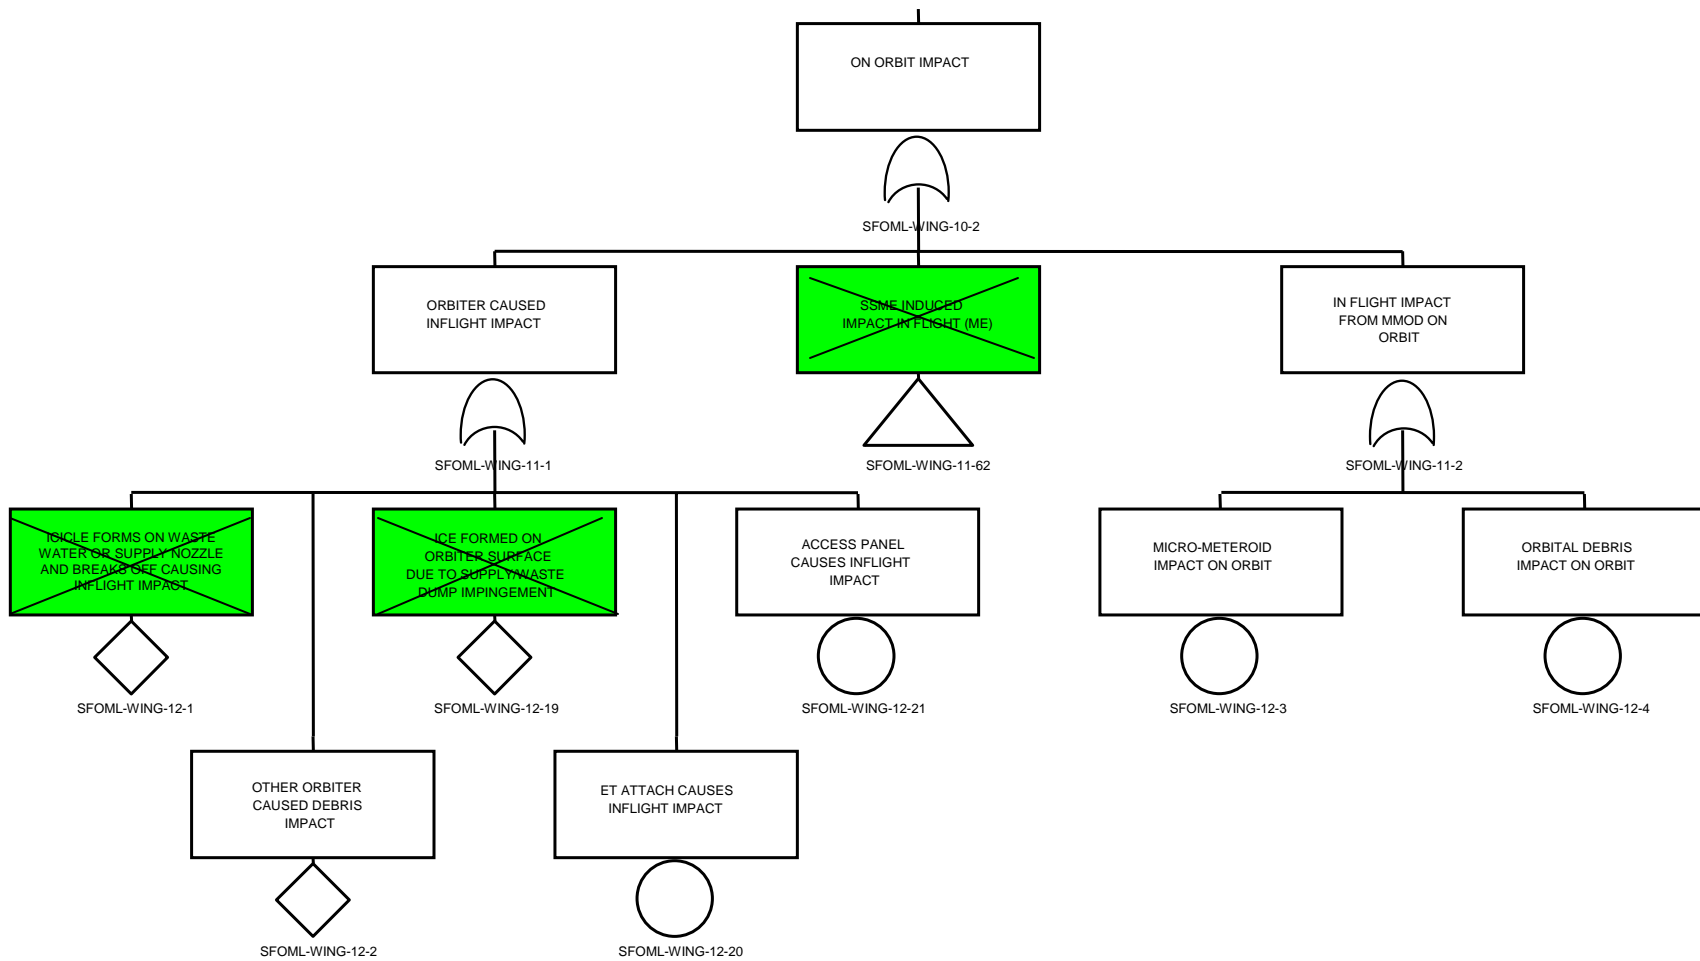 ON ORBIT IMPACT
SFOML-WING-10-2
ORBITER CAUSED
INFLIGHT IMPACT
SSME INDUCED
IMPACT IN FLIGHT (ME)
IN FLIGHT IMPACT
FROM MMOD ON
ORBIT
SFOML-WING-11-1
SFOML-WING-11-62
SFOML-WING-11-2
ICICLE FORMS ON WASTE
WATER OR SUPPLY NOZZLE
AND BREAKS OFF CAUSING
INFLIGHT IMPACT
ICE FORMED ON
ORBITER SURFACE
DUE TO SUPPLY/WASTE
DUMP IMPINGEMENT
ACCESS PANEL
CAUSES INFLIGHT
IMPACT
MICRO-METEROID
IMPACT ON ORBIT
ORBITAL DEBRIS
IMPACT ON ORBIT
SFOML-WING-12-1
SFOML-WING-12-19
SFOML-WING-12-21
SFOML-WING-12-3
SFOML-WING-12-4
OTHER ORBITER
CAUSED DEBRIS
IMPACT
ET ATTACH CAUSES
INFLIGHT IMPACT
SFOML-WING-12-2
SFOML-WING-12-20